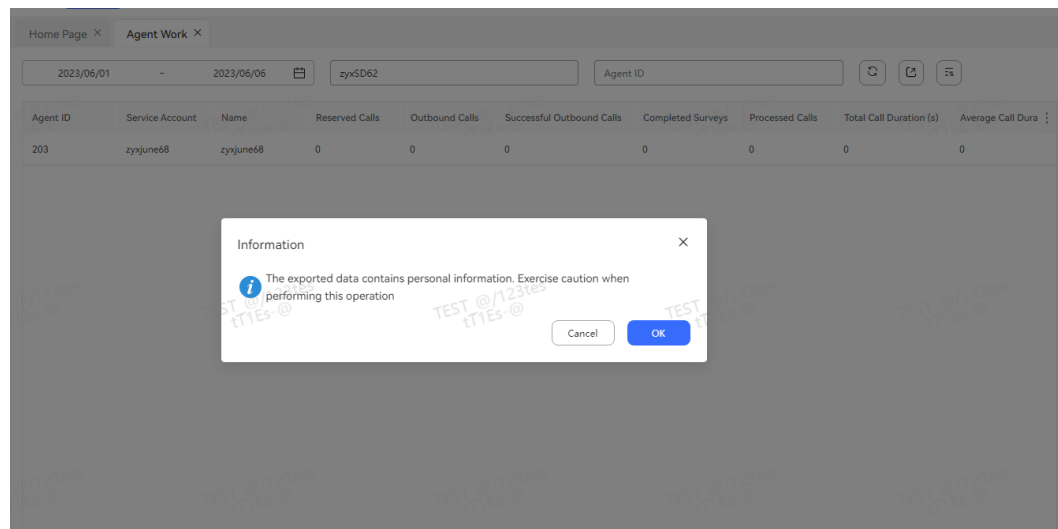 Home Page ×
Agent Work ×
2023/06/01 – 2023/06/06 zyxSD62 Agent ID
Agent ID Service Account Name Reserved Calls Outbound Calls Successful Outbound Calls Completed Surveys Processed Calls Total Call Duration (s) Average Call Dura
203 zyxjune68 zyxjune68 0 0 0 0 0 0 0
Information
The exported data contains personal information. Exercise caution when
performing this operation
TEST @/123tes
tT1Es-@
Cancel OK